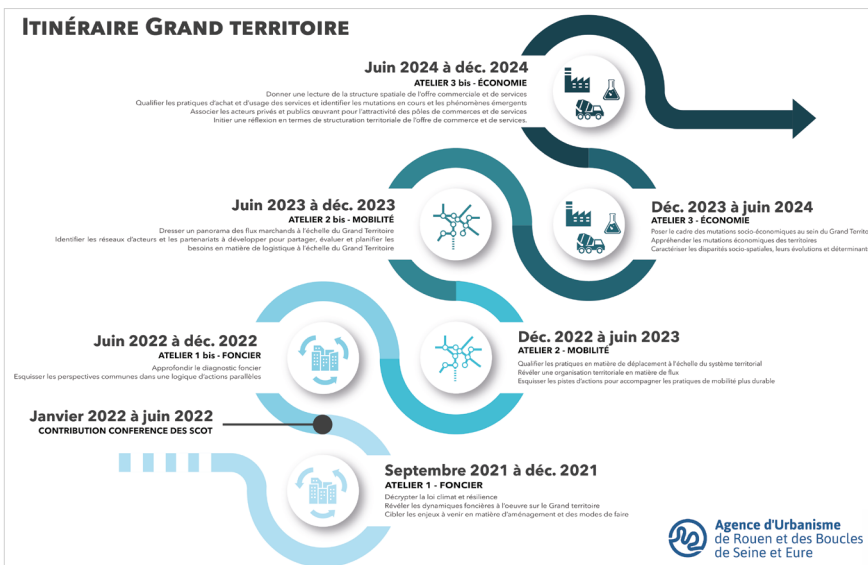 ITINÉRAIRE GRAND TERRITOIRE
Juin 2024 à déc. 2024
ATELIER 3 bis - ÉCONOMIE
Donner une lecture de la structure spatiale de l'offre commerciale et de services
Qualifier les pratiques d'achat et d'usage des services et identifier les mutations en cours et les phénomènes émergents
Associer les acteurs privés et publics œuvrant pour l'attractivité des pôles de commerces et de services
Initier une réflexion en termes de structuration territoriale de l'offre de commerce et de services.
Juin 2023 à déc. 2023
ATELIER 2 bis - MOBILITÉ
Dresser un panorama des flux marchands à l'échelle du Grand Territoire
Identifier les réseaux d'acteurs et les partenariats à développer pour partager, évaluer et planifier les
besoins en matière de logistique à l'échelle du Grand Territoire
Déc. 2023 à juin 2024
ATELIER 3 - ÉCONOMIE
Poser le cadre des mutations socio-économiques au sein du Grand Territo
Appréhender les mutations économiques des territoires
Caractériser les disparités socio-spatiales, leurs évolutions et déterminant
Juin 2022 à déc. 2022
ATELIER 1 bis - FONCIER
Approfondir le diagnostic foncier
Esquisser les perspectives communes dans une logique d'actions parallèles
Déc. 2022 à juin 2023
ATELIER 2 - MOBILITÉ
Qualifier les pratiques en matière de déplacement à l'échelle du système territorial
Révéler une organisation territoriale en matière de flux
Esquisser les pistes d'actions pour accompagner les pratiques de mobilité plus durable
Janvier 2022 à juin 2022
CONTRIBUTION CONFERENCE DES SCOT
Septembre 2021 à déc. 2021
ATELIER 1 - FONCIER
Décrypter la loi climat et résilience
Révéler les dynamiques foncières à l'oeuvre sur le Grand territoire
Cibler les enjeux à venir en matière d'aménagement et des modes de faire
Agence d'Urbanisme
de Rouen et des Boucles
de Seine et Eure